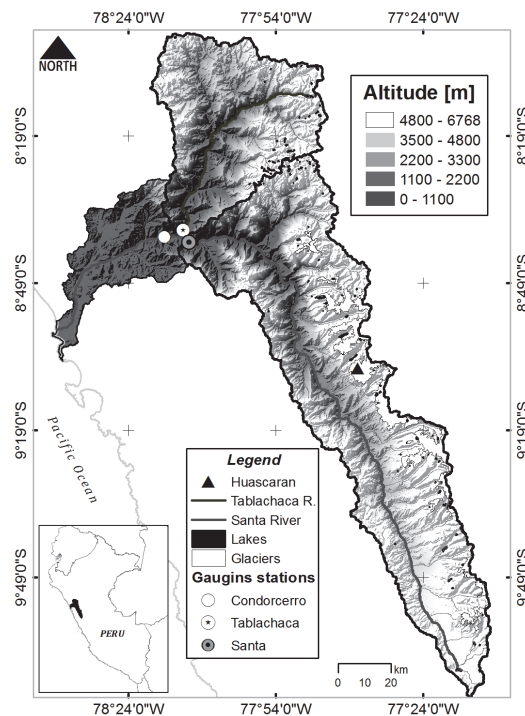 78°24'0"W 77°54'0"W 77°24'0"W
NORTH
Altitude [m]
4800 - 6768
3500 - 4800
2200 - 3300
1100 - 2200
0 - 1100
8°19'0"S
8°19'0"S
8°49'0"S
8°49'0"S
9°19'0"S
9°19'0"S
9°49'0"S
9°49'0"S
Pacific Ocean
Legend
Huascaran
Tablachaca R.
Santa River
Lakes
Glaciers
Gaugins stations
Condorcerro
Tablachaca
Santa
PERU
km
0 10 20
78°24'0"W 77°54'0"W 77°24'0"W